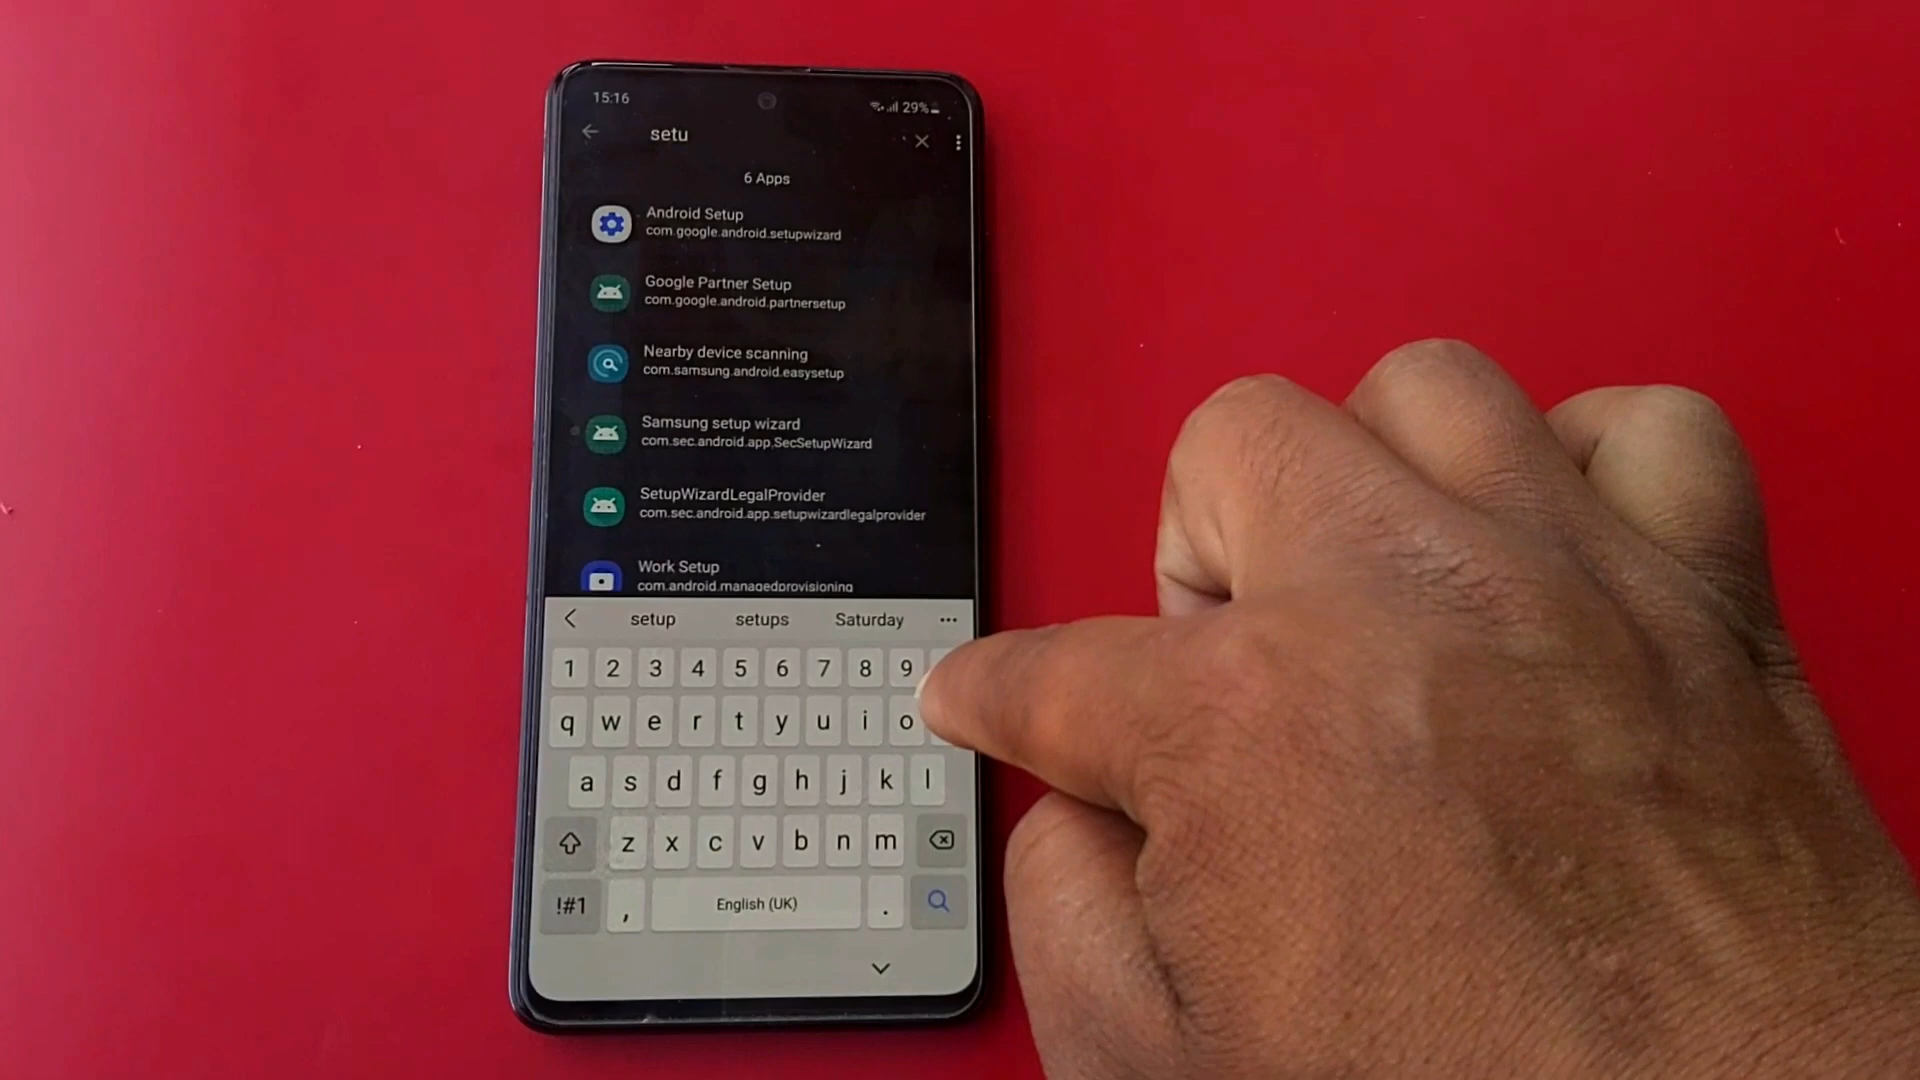 15:16 29%
setu
6 Apps
Android Setup
com.google.android.setupwizard
Google Partner Setup
com.google.android.partnersetup
Nearby device scanning
com.samsung.android.easysetup
Samsung setup wizard
com.sec.android.app.SecSetupWizard
SetupWizardLegalProvider
com.sec.android.app.setupwizardlegalprovider
Work Setup
com.android.managedprovisioning
setup setups Saturday
1 2 3 4 5 6 7 8 9
q w e r t y u i o
a s d f g h j k l
z x c v b n m
!#1 , English (UK) .